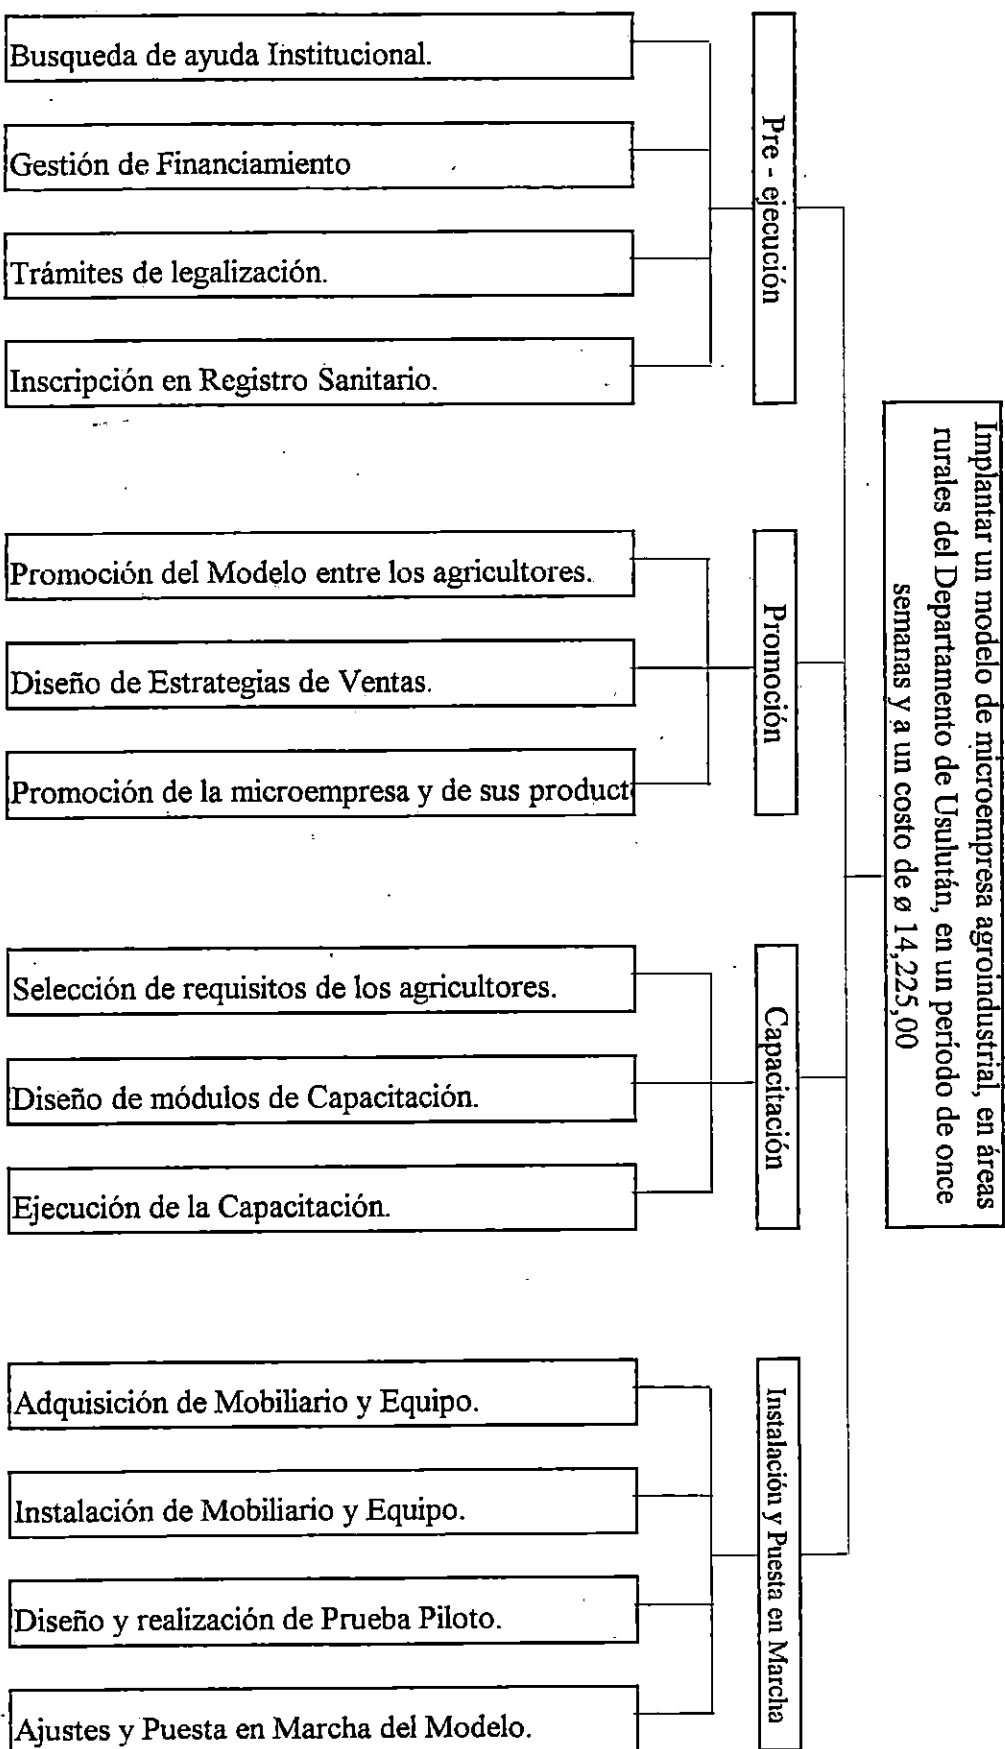 Implantar un modelo de microempresa agroindustrial, en áreas
rurales del Departamento de Usulután, en un período de once
semanas y a un costo de ø 14,225,00
Pre - ejecución
Busqueda de ayuda Institucional.
Gestión de Financiamiento
Trámites de legalización.
Inscripción en Registro Sanitario.
Promoción
Promoción del Modelo entre los agricultores.
Diseño de Estrategias de Ventas.
Promoción de la microempresa y de sus product
Capacitación
Selección de requisitos de los agricultores.
Diseño de módulos de Capacitación.
Ejecución de la Capacitación.
Instalación y Puesta en Marcha
Adquisición de Mobiliario y Equipo.
Instalación de Mobiliario y Equipo.
Diseño y realización de Prueba Piloto.
Ajustes y Puesta en Marcha del Modelo.